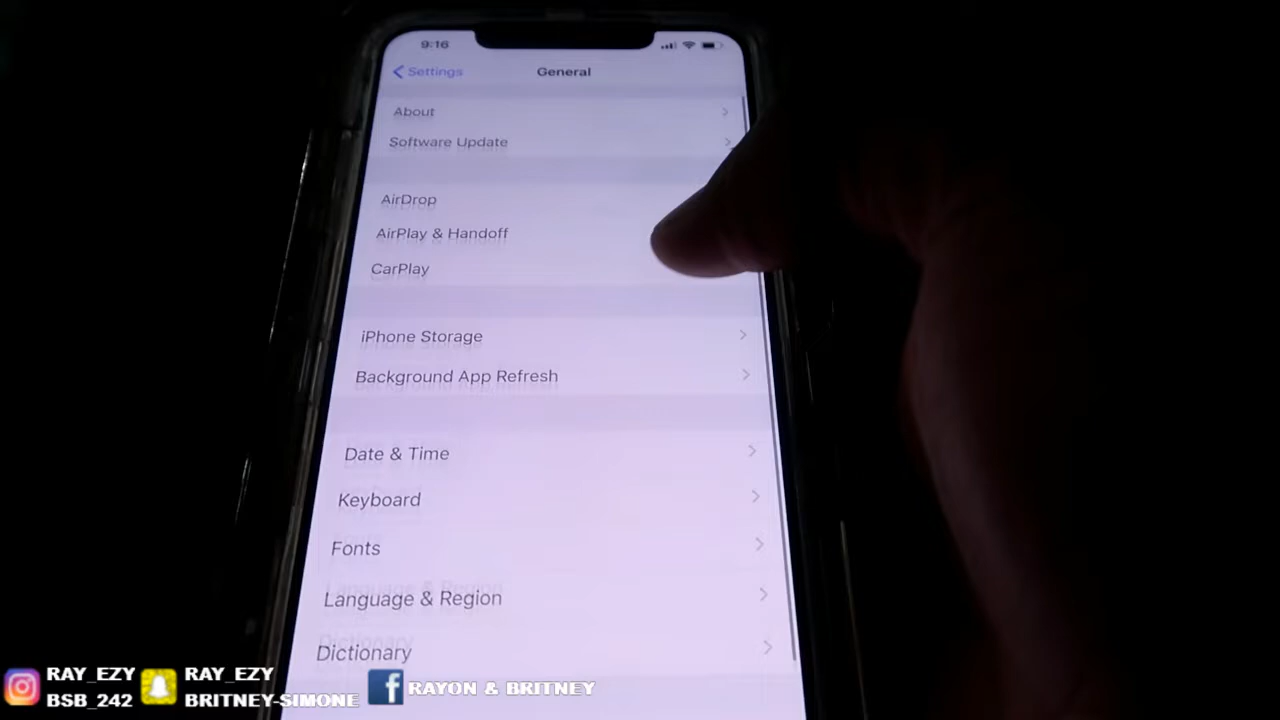 9:16
Settings
General
About
Software Update
AirDrop
AirPlay & Handoff
CarPlay
iPhone Storage
Background App Refresh
Date & Time
Keyboard
Fonts
Language & Region
Dictionary
RAY_EZY
BSB_242
RAY_EZY
BRITNEY-SIMONE
RAYON & BRITNEY